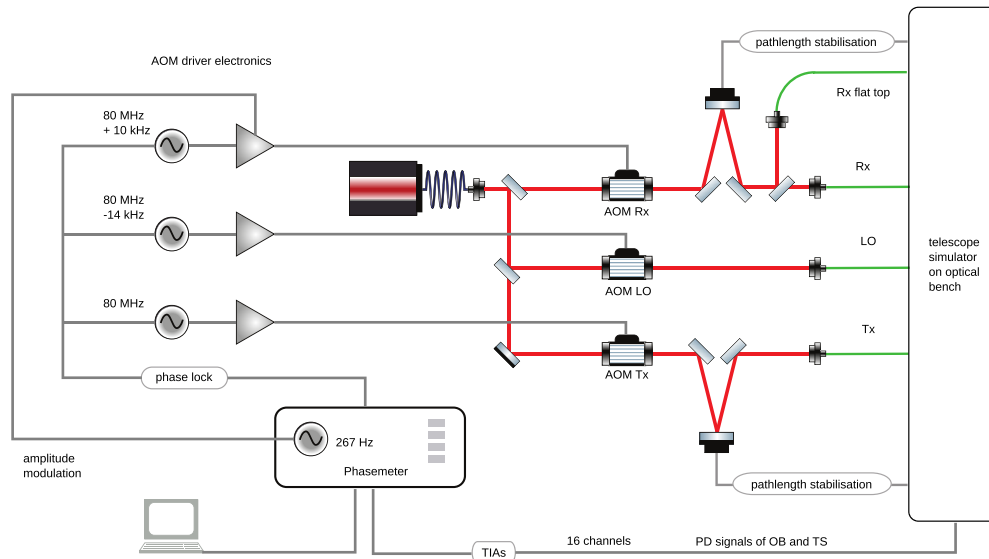 pathlength stabilisation
AOM driver electronics
Rx flat top
80 MHz
+ 10 kHz
Rx
80 MHz
-14 kHz
AOM Rx
LO
telescope
simulator
on optical
bench
AOM LO
80 MHz
Tx
AOM Tx
phase lock
267 Hz
amplitude
modulation
Phasemeter
pathlength stabilisation
16 channels
PD signals of OB and TS
TIAs